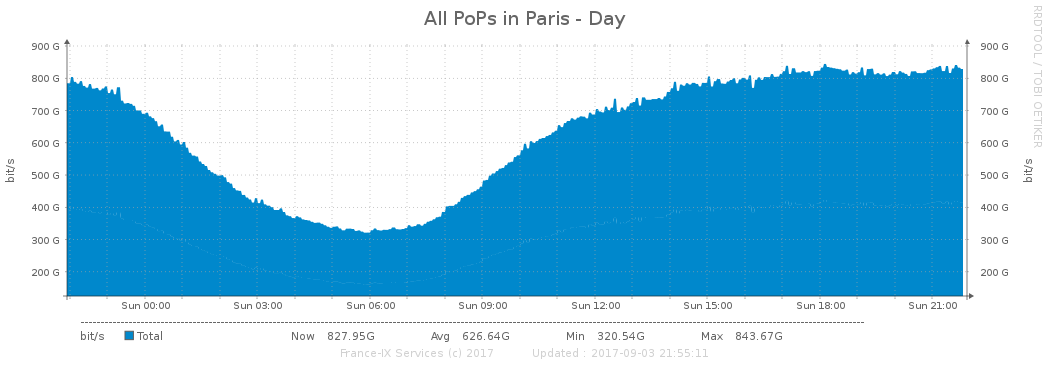 All PoPs in Paris - Day
RRDTOOL / TOBI OETIKER
900 G 900 G
800 G 800 G
700 G 700 G
600 G 600 G
500 G 500 G
400 G 400 G
300 G 300 G
200 G 200 G
bit/s bit/s
Sun 00:00 Sun 03:00 Sun 06:00 Sun 09:00 Sun 12:00 Sun 15:00 Sun 18:00 Sun 21:00
bit/s Total Now 827.95G Avg 626.64G Min 320.54G Max 843.67G
France-IX Services (c) 2017 Updated : 2017-09-03 21:55:11